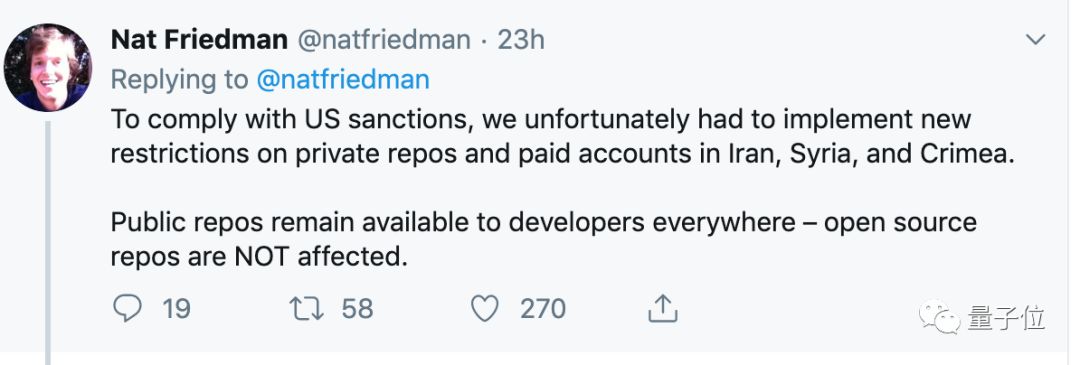 Nat Friedman @natfriedman · 23h
Replying to @natfriedman
To comply with US sanctions, we unfortunately had to implement new
restrictions on private repos and paid accounts in Iran, Syria, and Crimea.
Public repos remain available to developers everywhere – open source
repos are NOT affected.
19 58 270
量子位